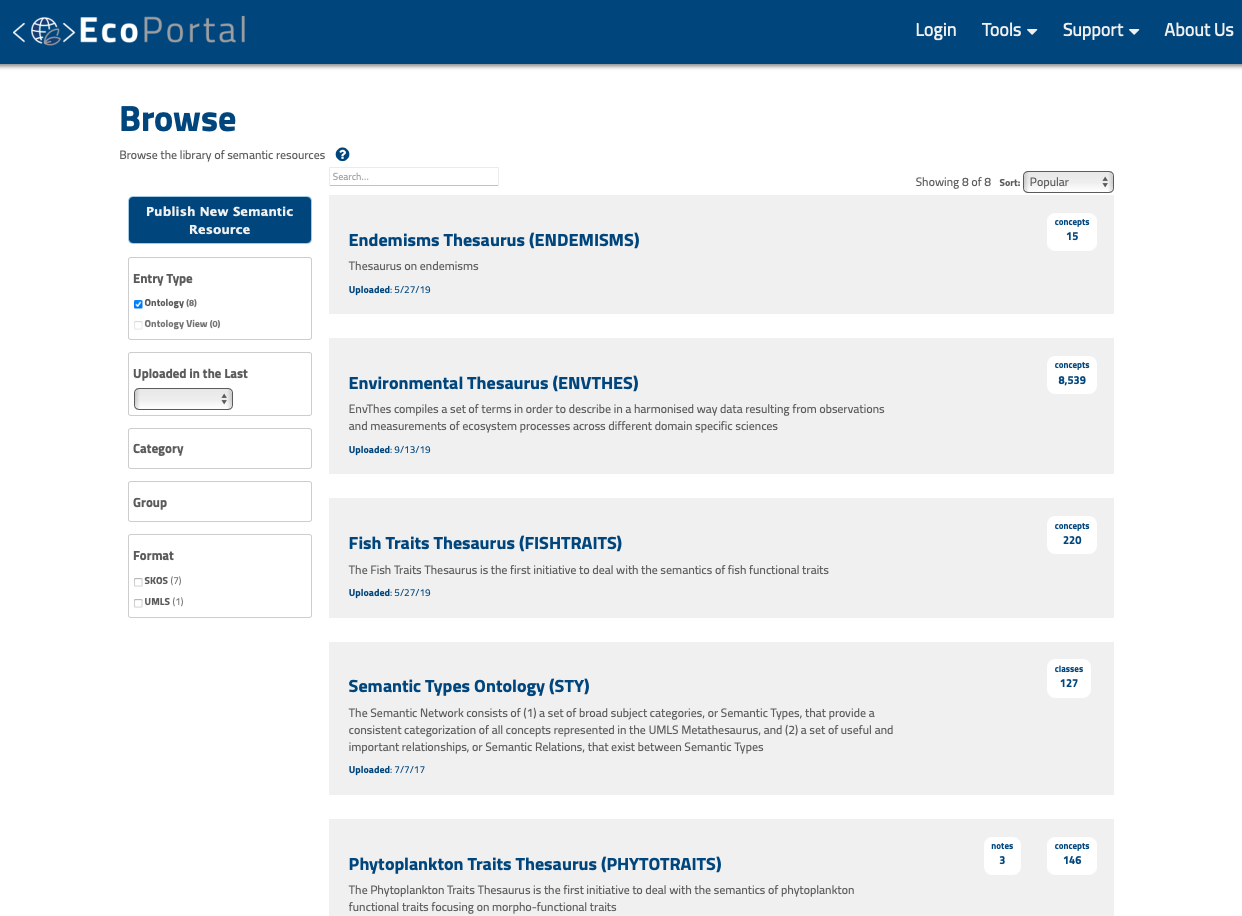 <>EcoPortal
Login
Tools
Support
About Us
Browse
Browse the library of semantic resources ?
Search...
Showing 8 of 8 Sort: Popular
Publish New Semantic
Resource
Entry Type
Ontology (8)
Ontology View (0)
Uploaded in the Last
Category
Group
Format
SKOS (7)
UMLS (1)
Endemisms Thesaurus (ENDEMISMS)
concepts
15
Thesaurus on endemisms
Uploaded: 5/27/19
Environmental Thesaurus (ENVTHES)
concepts
8,539
EnvThes compiles a set of terms in order to describe in a harmonised way data resulting from observations
and measurements of ecosystem processes across different domain specific sciences
Uploaded: 9/13/19
Fish Traits Thesaurus (FISHTRAITS)
concepts
220
The Fish Traits Thesaurus is the first initiative to deal with the semantics of fish functional traits
Uploaded: 5/27/19
Semantic Types Ontology (STY)
classes
127
The Semantic Network consists of (1) a set of broad subject categories, or Semantic Types, that provide a
consistent categorization of all concepts represented in the UMLS Metathesaurus, and (2) a set of useful and
important relationships, or Semantic Relations, that exist between Semantic Types
Uploaded: 7/7/17
Phytoplankton Traits Thesaurus (PHYTOTRAITS)
notes
3
concepts
146
The Phytoplankton Traits Thesaurus is the first initiative to deal with the semantics of phytoplankton
functional traits focusing on morpho-functional traits